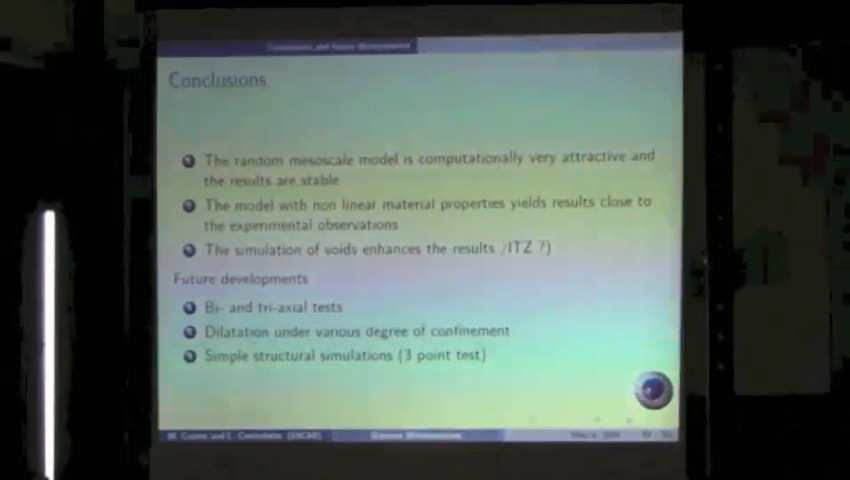 Conclusions
The random mesoscale model is computationally very attractive and
the results are stable
The model with non linear material properties yields results close to
the experimental observations
The simulation of voids enhances the results /ITZ ?)
Future developments
Bi- and tri-axial tests
Dilatation under various degree of confinement
Simple structural simulations (3 point test)